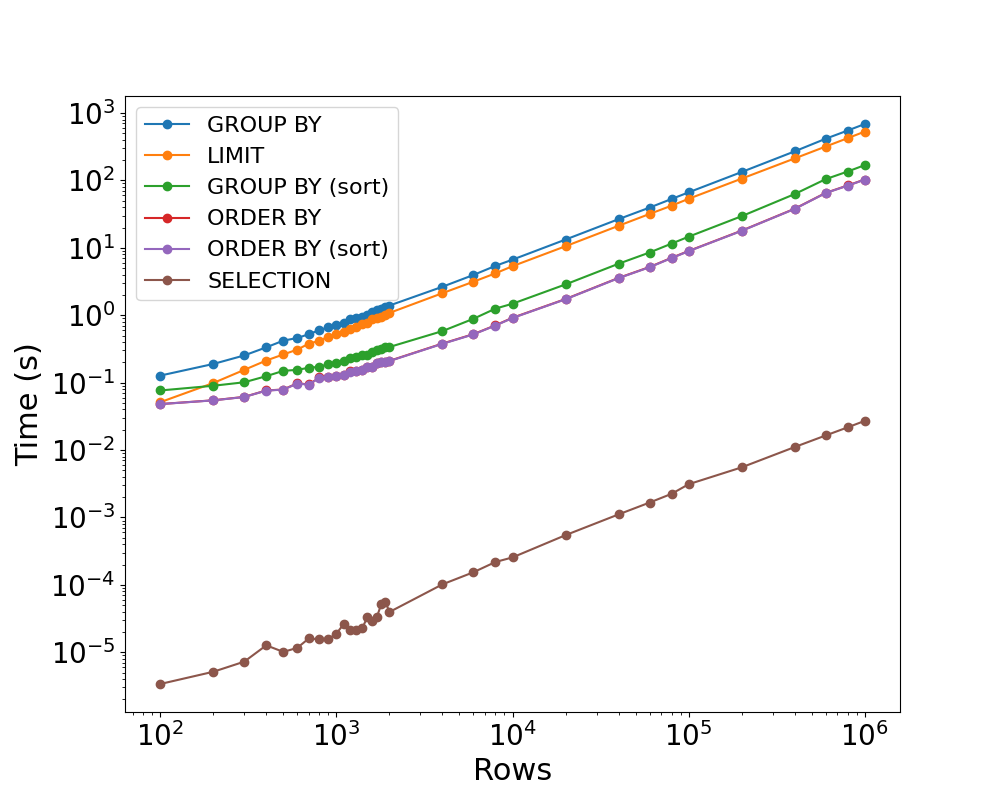 10³
10²
10¹
10⁰
10⁻¹
10⁻²
10⁻³
10⁻⁴
10⁻⁵
Time (s)
GROUP BY
LIMIT
GROUP BY (sort)
ORDER BY
ORDER BY (sort)
SELECTION
10² 10³ 10⁴ 10⁵ 10⁶
Rows